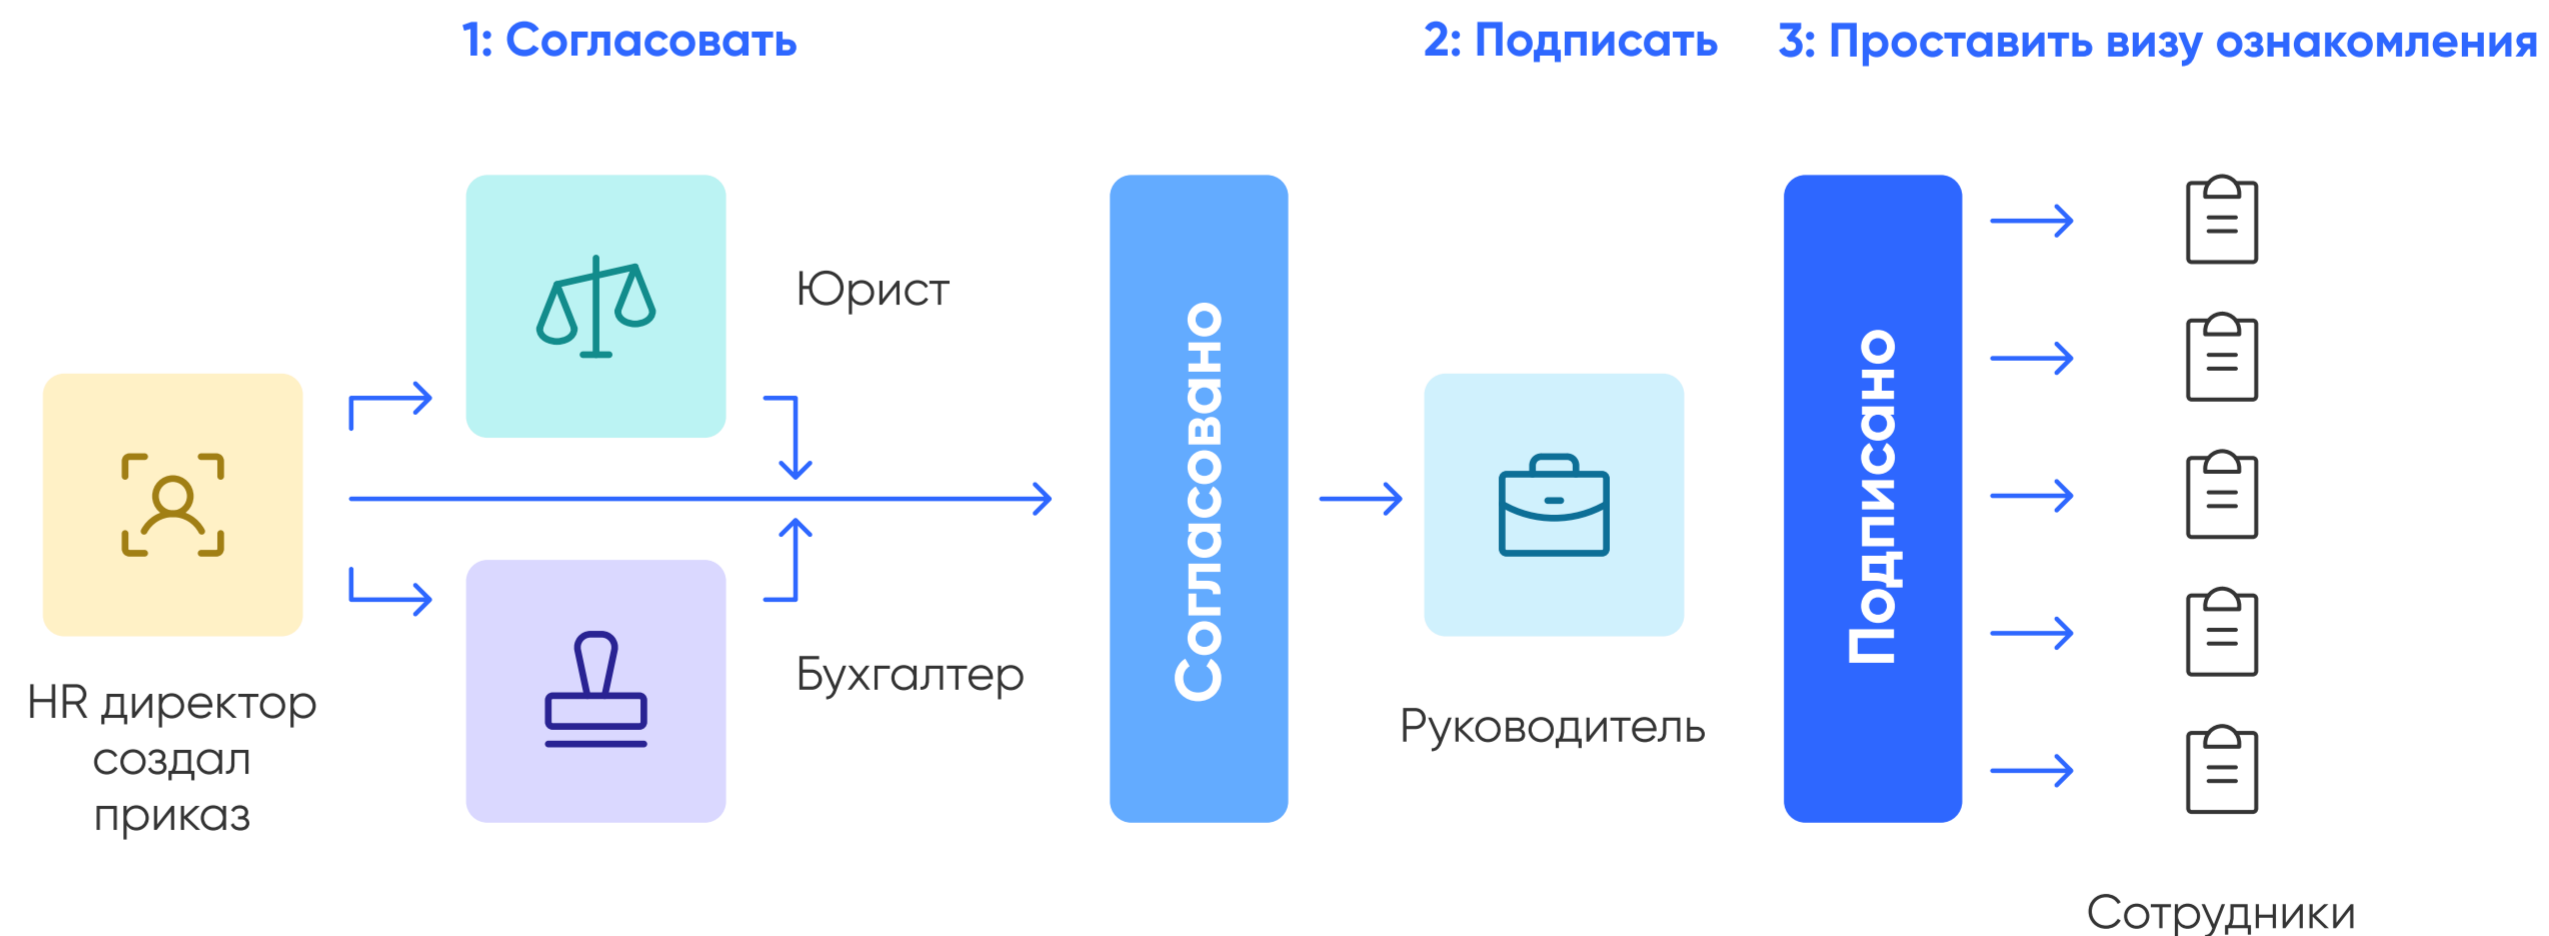 1: Согласовать
2: Подписать
3: Проставить визу ознакомления
HR директор
создал
приказ
Юрист
Бухгалтер
Согласовано
Руководитель
Подписано
Сотрудники